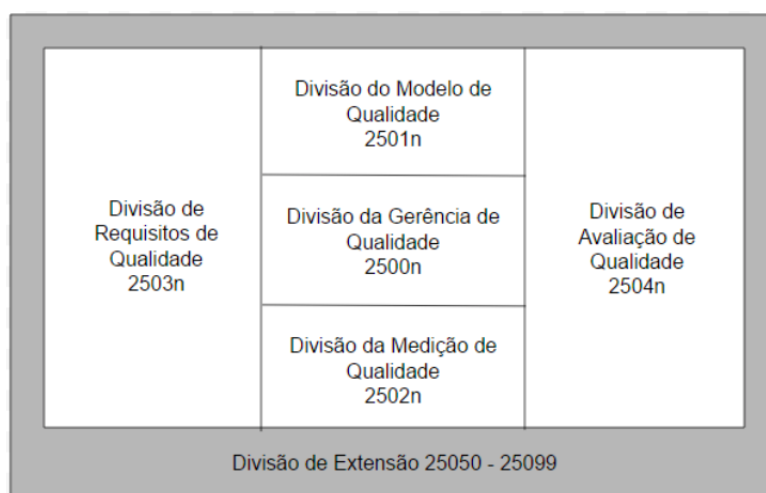 Divisão do Modelo de
Qualidade
2501n
Divisão de
Requisitos de
Qualidade
2503n
Divisão da Gerência de
Qualidade
2500n
Divisão de
Avaliação de
Qualidade
2504n
Divisão da Medição de
Qualidade
2502n
Divisão de Extensão 25050 - 25099